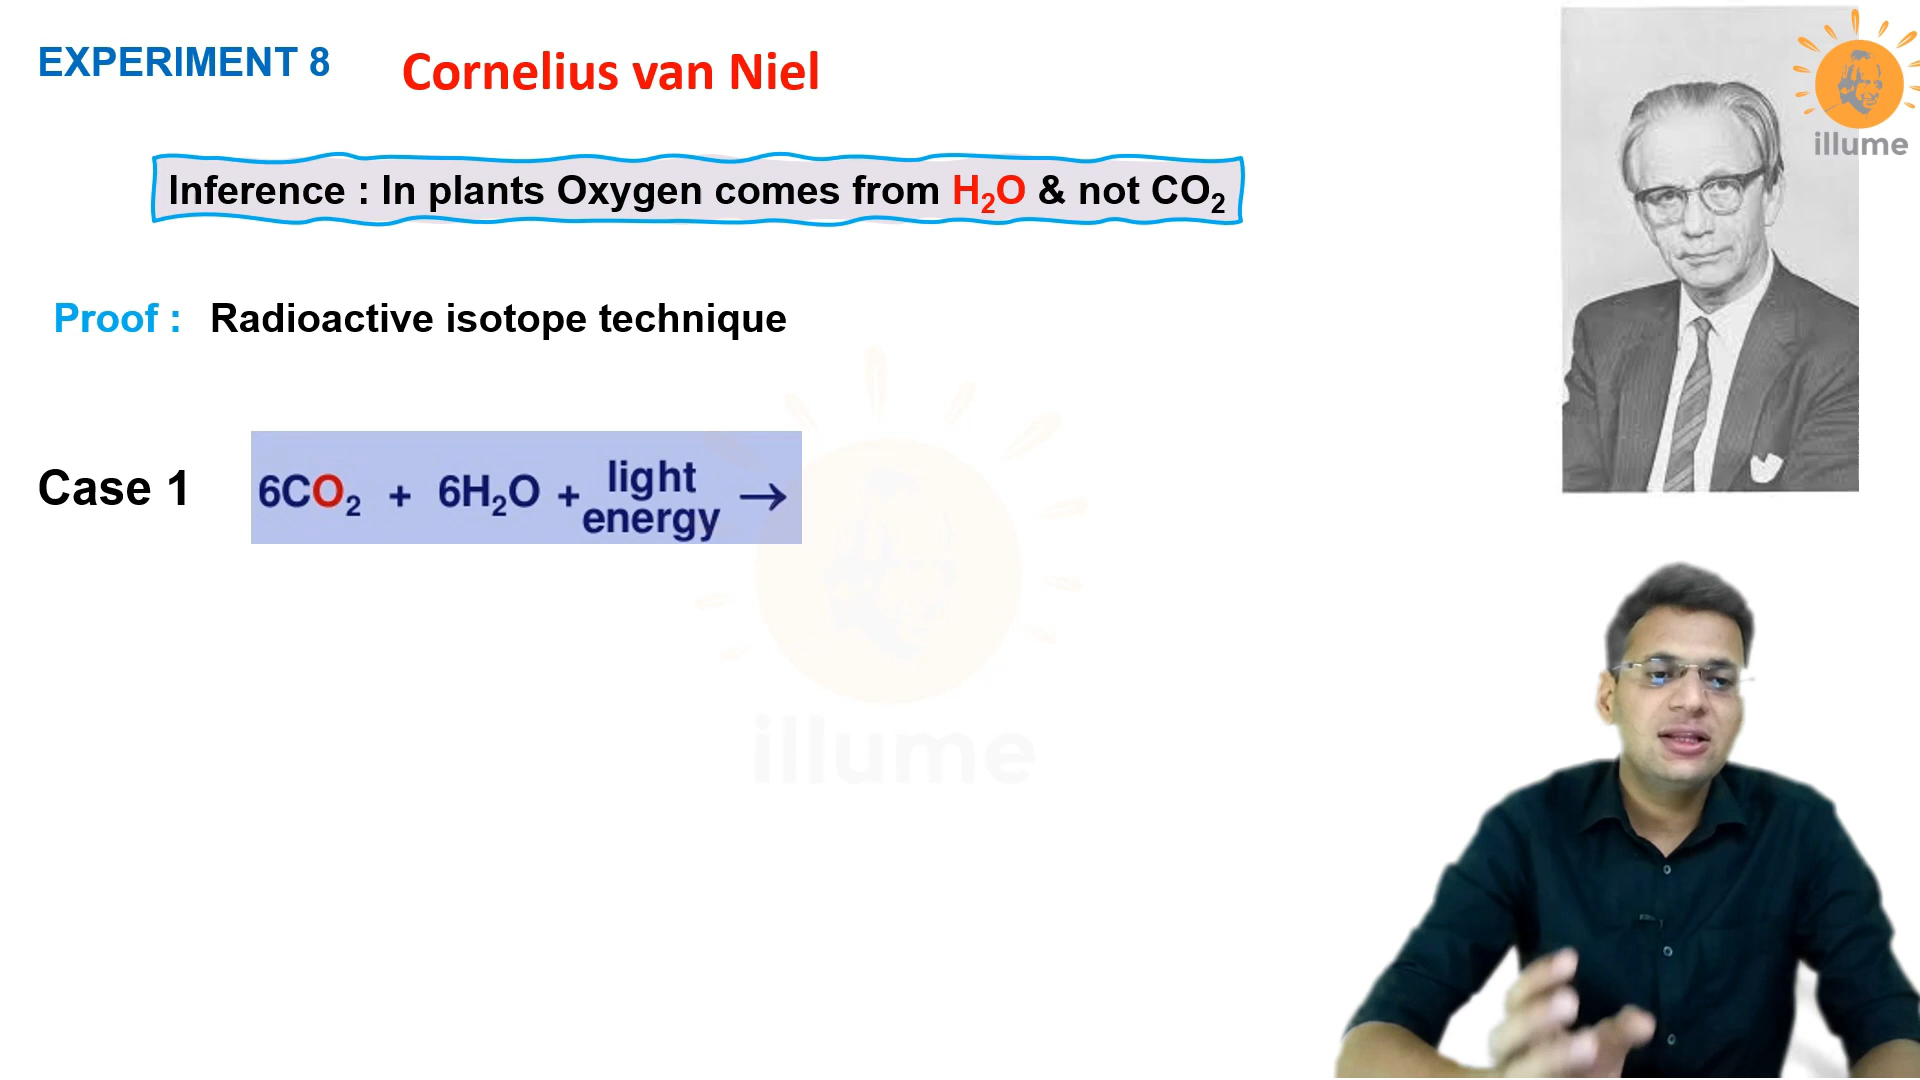 EXPERIMENT 8
Cornelius van Niel
illume
Inference : In plants Oxygen comes from H₂O & not CO₂
Proof : Radioactive isotope technique
Case 1
6CO₂ + 6H₂O + light energy →
illume